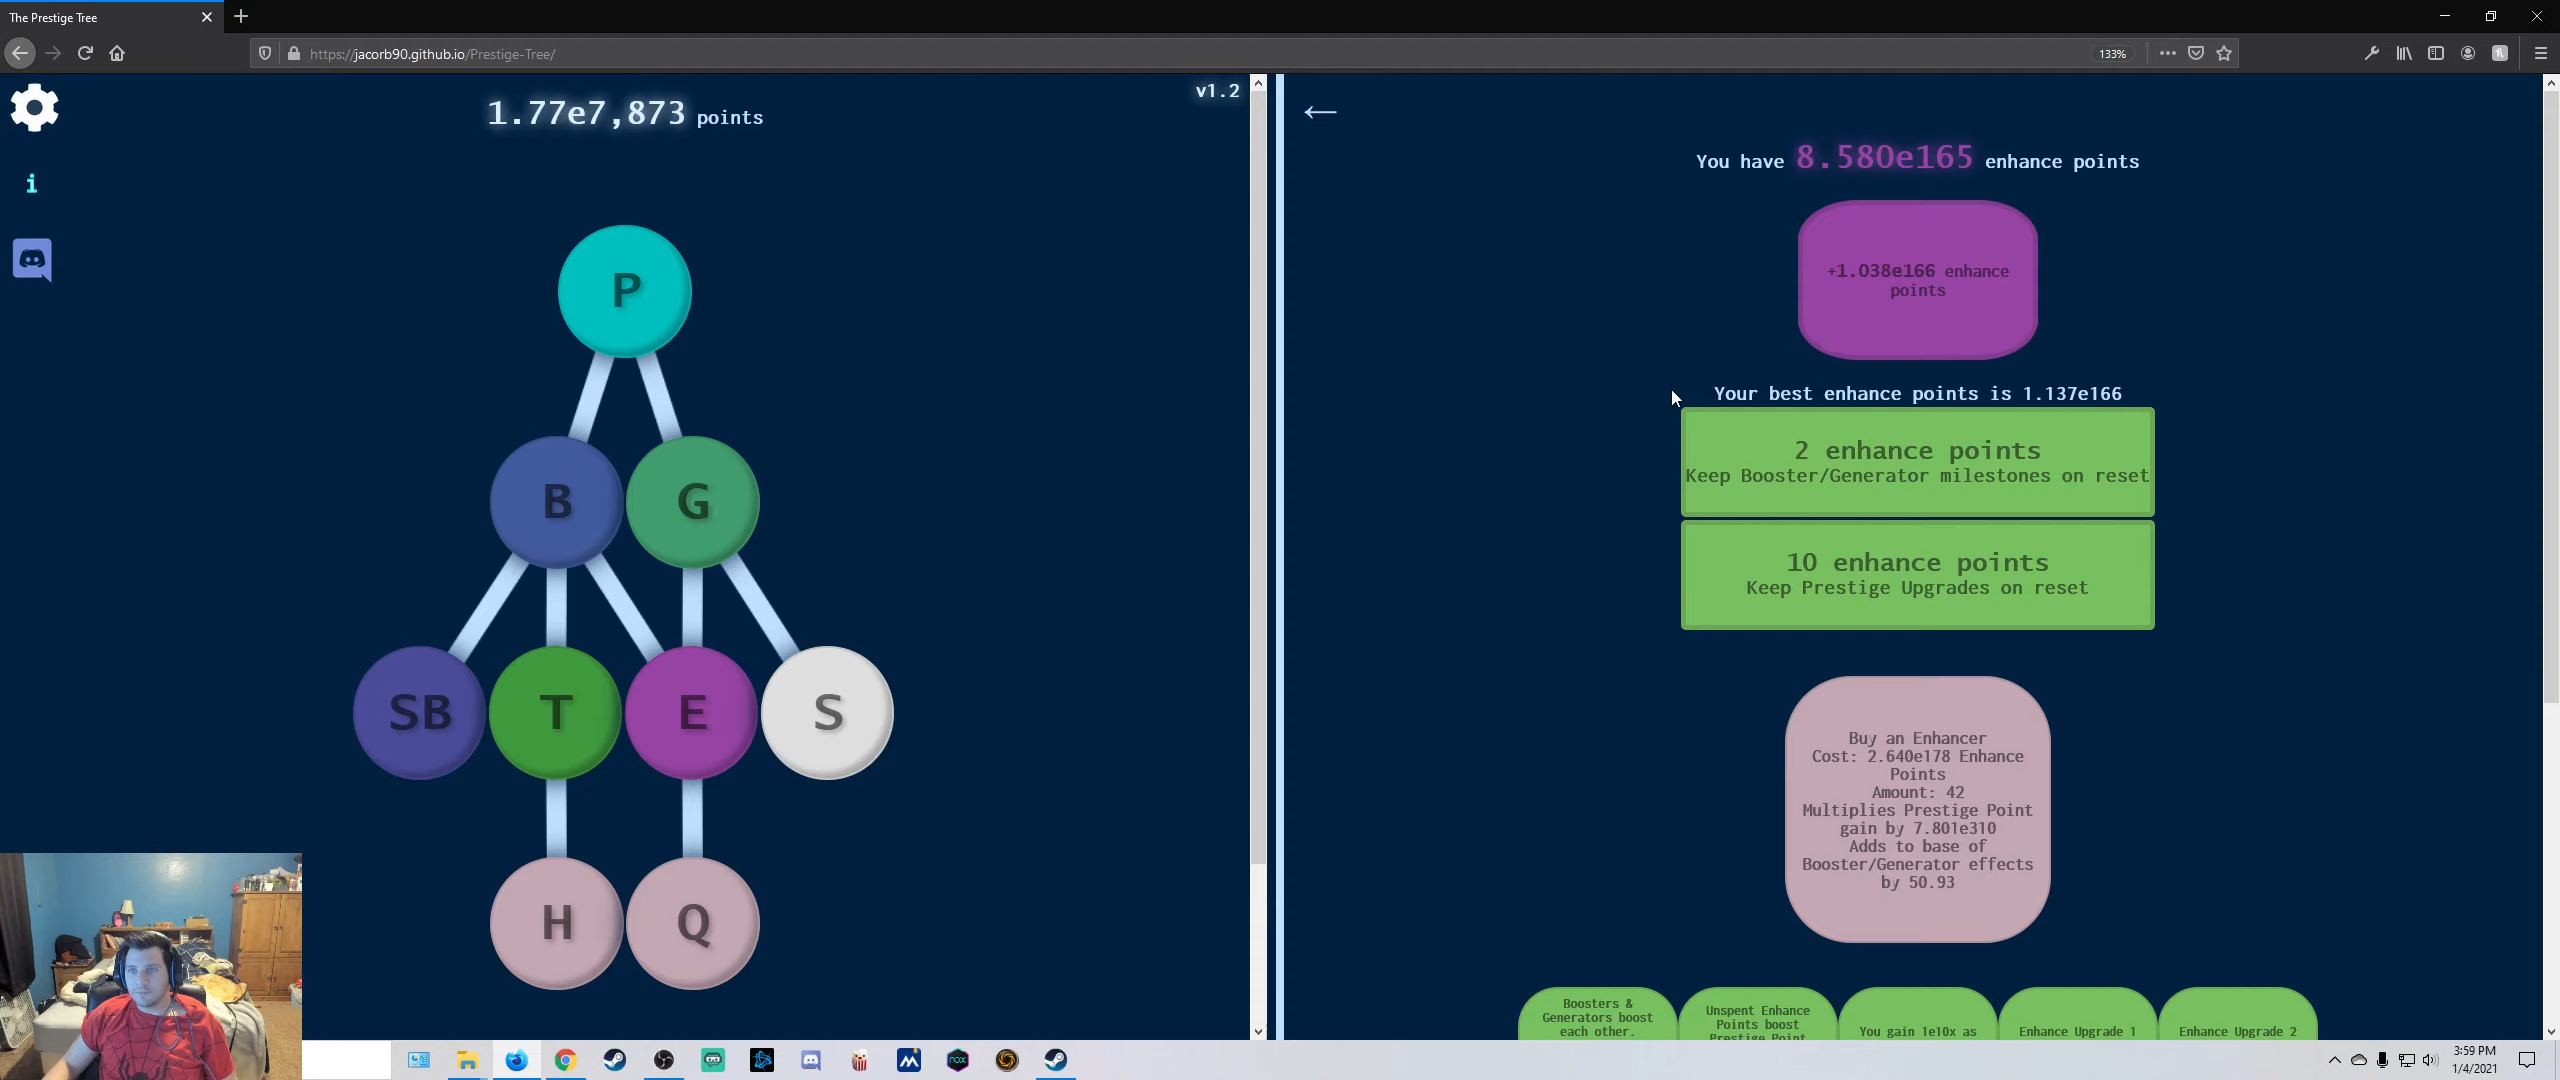 The Prestige Tree
https://jacorb90.github.io/Prestige-Tree/
133%
v1.2
1.77e7,873 points
i
P
B
G
SB
T
E
S
H
Q
You have 8.580e165 enhance points
+1.038e166 enhance
points
Your best enhance points is 1.137e166
2 enhance points
Keep Booster/Generator milestones on reset
10 enhance points
Keep Prestige Upgrades on reset
Buy an Enhancer
Cost: 2.640e178 Enhance
Points
Amount: 42
Multiplies Prestige Point
gain by 7.801e310
Adds to base of
Booster/Generator effects
by 50.93
Boosters &
Generators boost
each other.
Unspent Enhance
Points boost
Prestige Point
You gain 1e10x as
Enhance Upgrade 1
Enhance Upgrade 2
nox
3:59 PM
1/4/2021